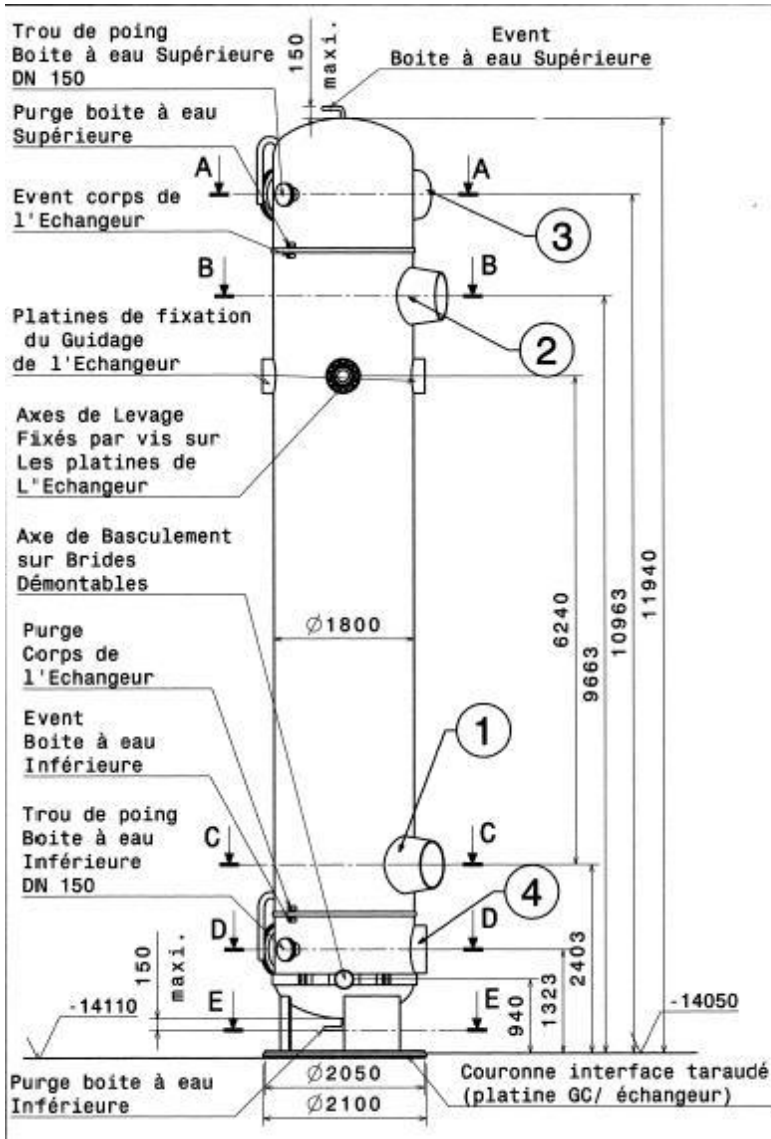 Trou de poing
Boite à eau Supérieure
DN 150
150
maxi.
Event
Boite à eau Supérieure
Purge boite à eau
Supérieure
A
A
Event corps de
l'Echangeur
3
B
B
Platines de fixation
du Guidage
de l'Echangeur
2
Axes de Levage
Fixés par vis sur
Les platines de
L'Echangeur
Axe de Basculement
sur Brides
Démontables
6240
9663
10963
11940
Ø1800
Purge
Corps de
l'Echangeur
Event
Boite à eau
Inférieure
1
Trou de poing
Boite à eau
Inférieure
DN 150
C
C
4
D
D
150
maxi.
940
1323
2403
-14110
E
E
-14050
Purge boite à eau
Inférieure
Ø2050
Ø2100
Couronne interface taraudé
(platine GC/ échangeur)